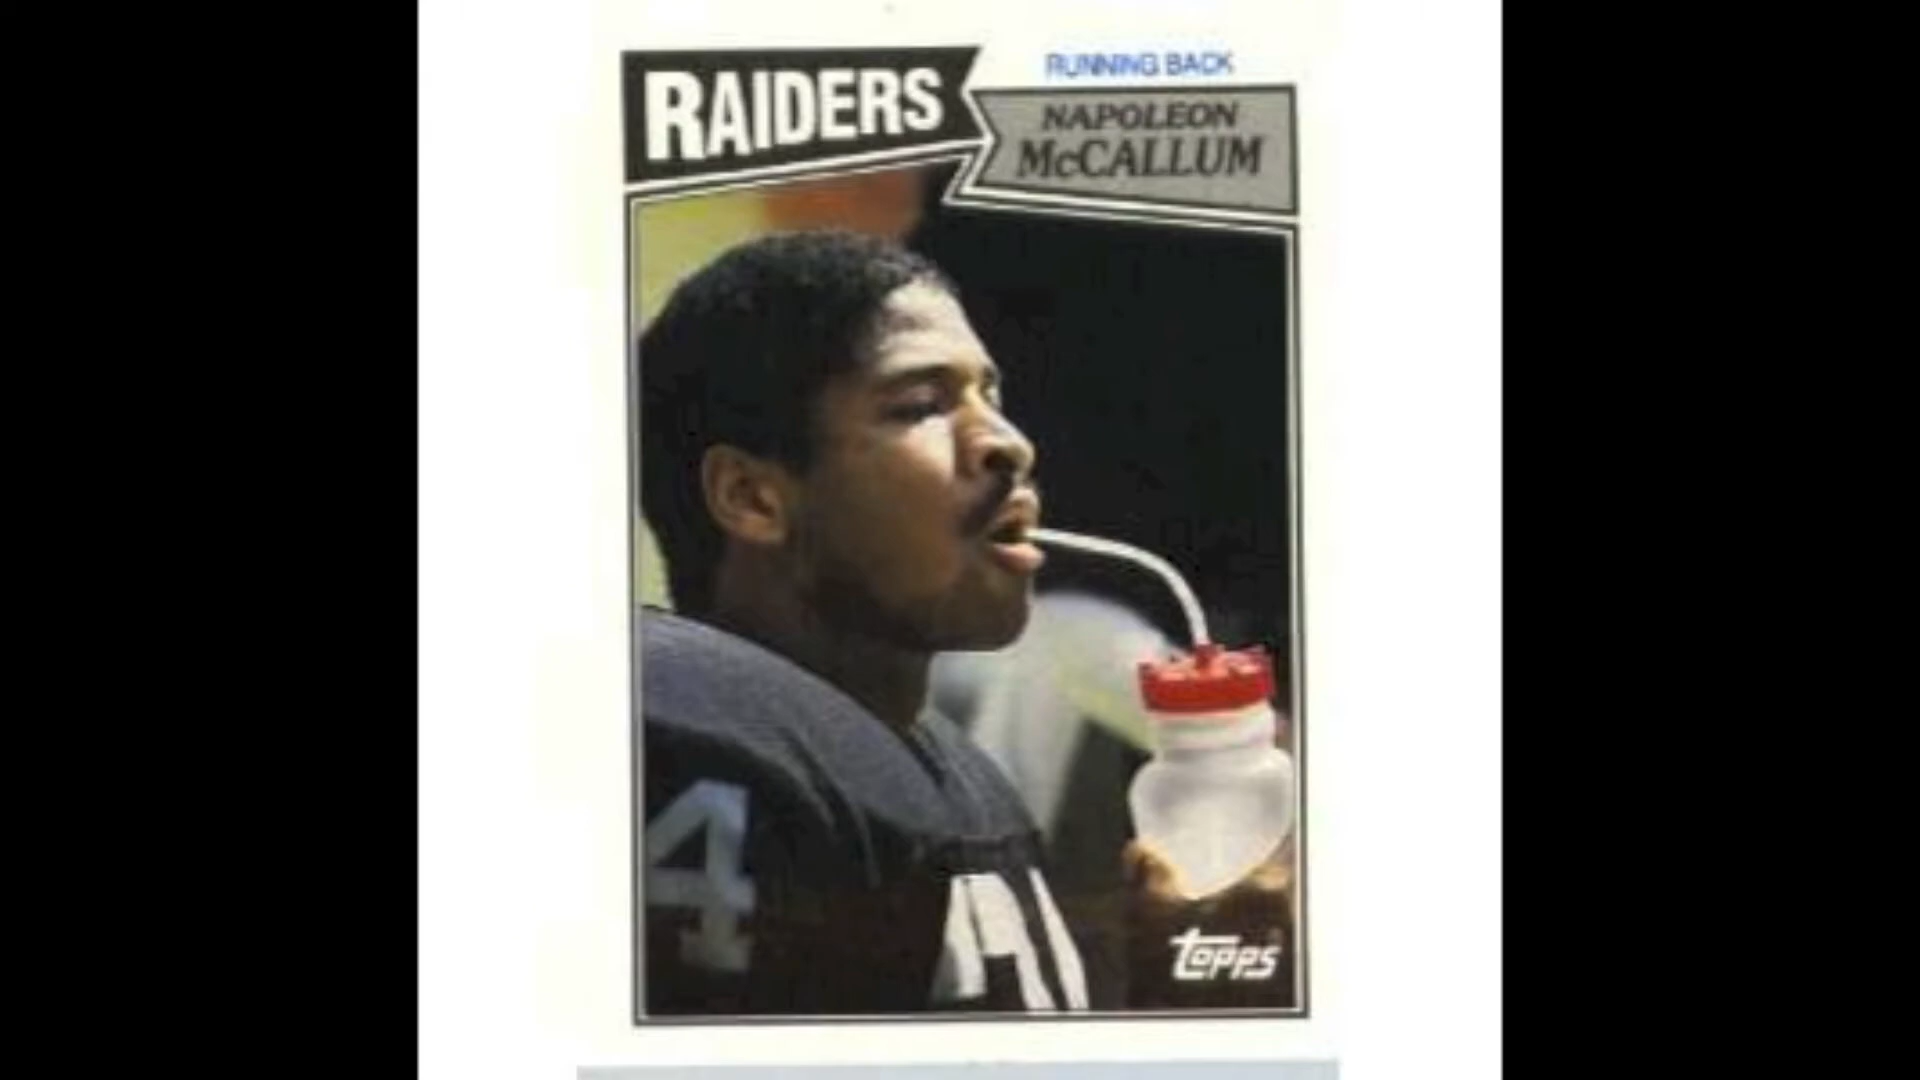 RAIDERS
RUNNING BACK
NAPOLEON
McCALLUM
4
topps